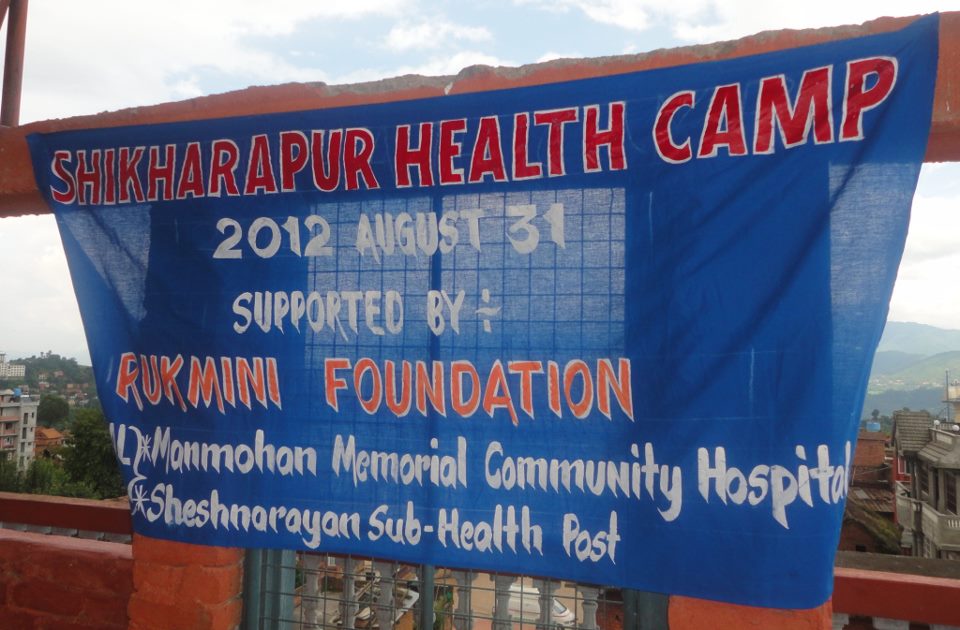 SHIKHARAPUR HEALTH CAMP
2012 AUGUST 31
SUPPORTED BY :-
RUKMINI FOUNDATION
* Manmohan Memorial Community Hospital
* Sheshnarayan Sub-Health Post